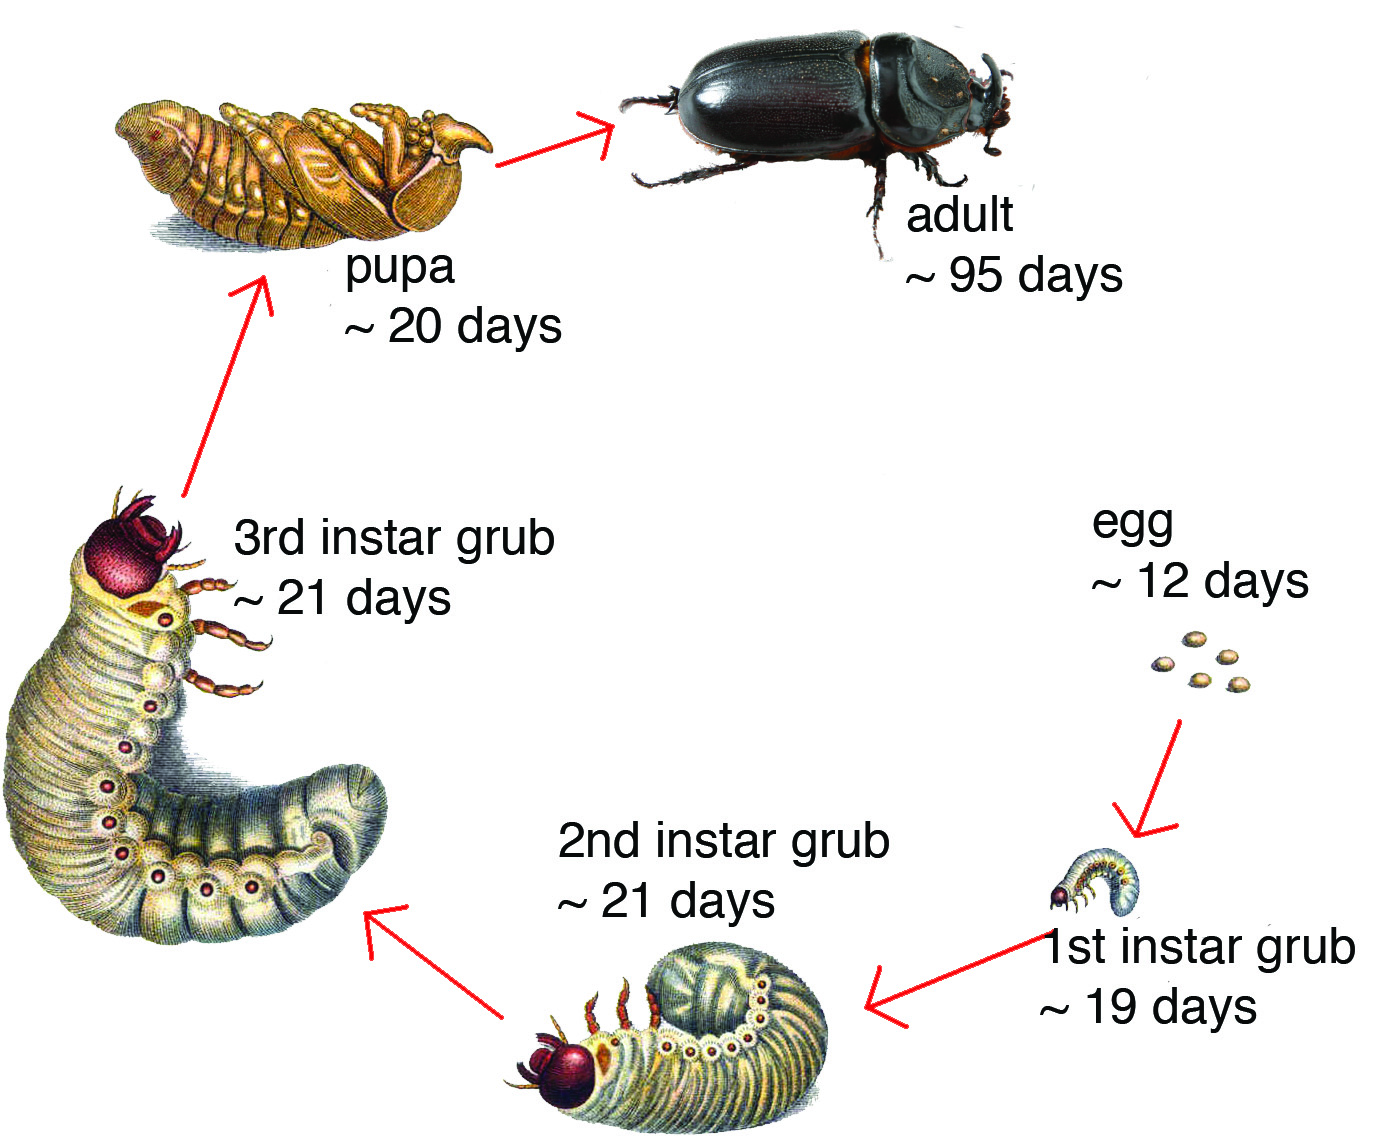 adult
~ 95 days
pupa
~ 20 days
3rd instar grub
~ 21 days
egg
~ 12 days
2nd instar grub
~ 21 days
1st instar grub
~ 19 days